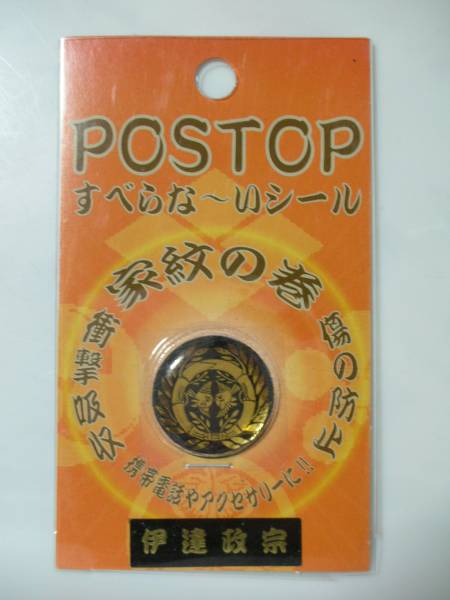 POSTOP
すべらな〜いシール
家紋の巻
衝撃吸収
傷の防止
携帯電話やアクセサリーに!!
伊達政宗